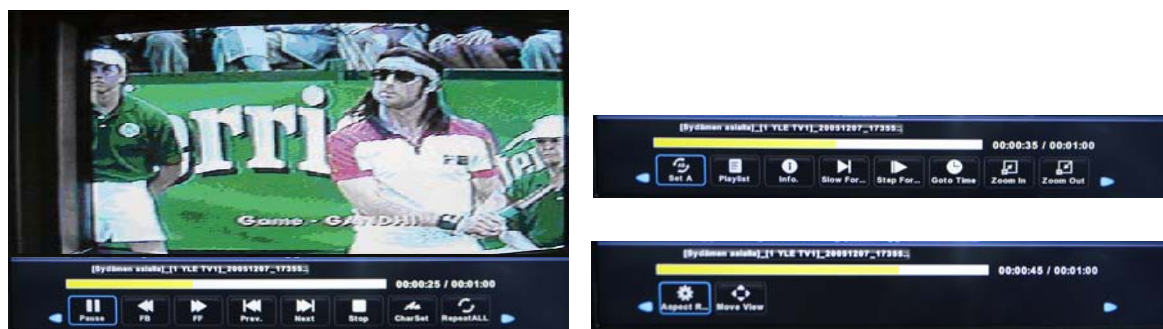 Game - GANDHI
[Sydämen asialla]_[1 YLE TV1]_20051207_17355...
00:00:25 / 00:01:00
Pause FB FF Prev. Next Stop CharSet RepeatALL
[Sydämen asialla]_[1 YLE TV1]_20051207_17355...
00:00:35 / 00:01:00
Set A Playlist Info. Slow For... Step For... Goto Time Zoom In Zoom Out
[Sydämen asialla]_[1 YLE TV1]_20051207_17355...
00:00:45 / 00:01:00
Aspect R... Move View